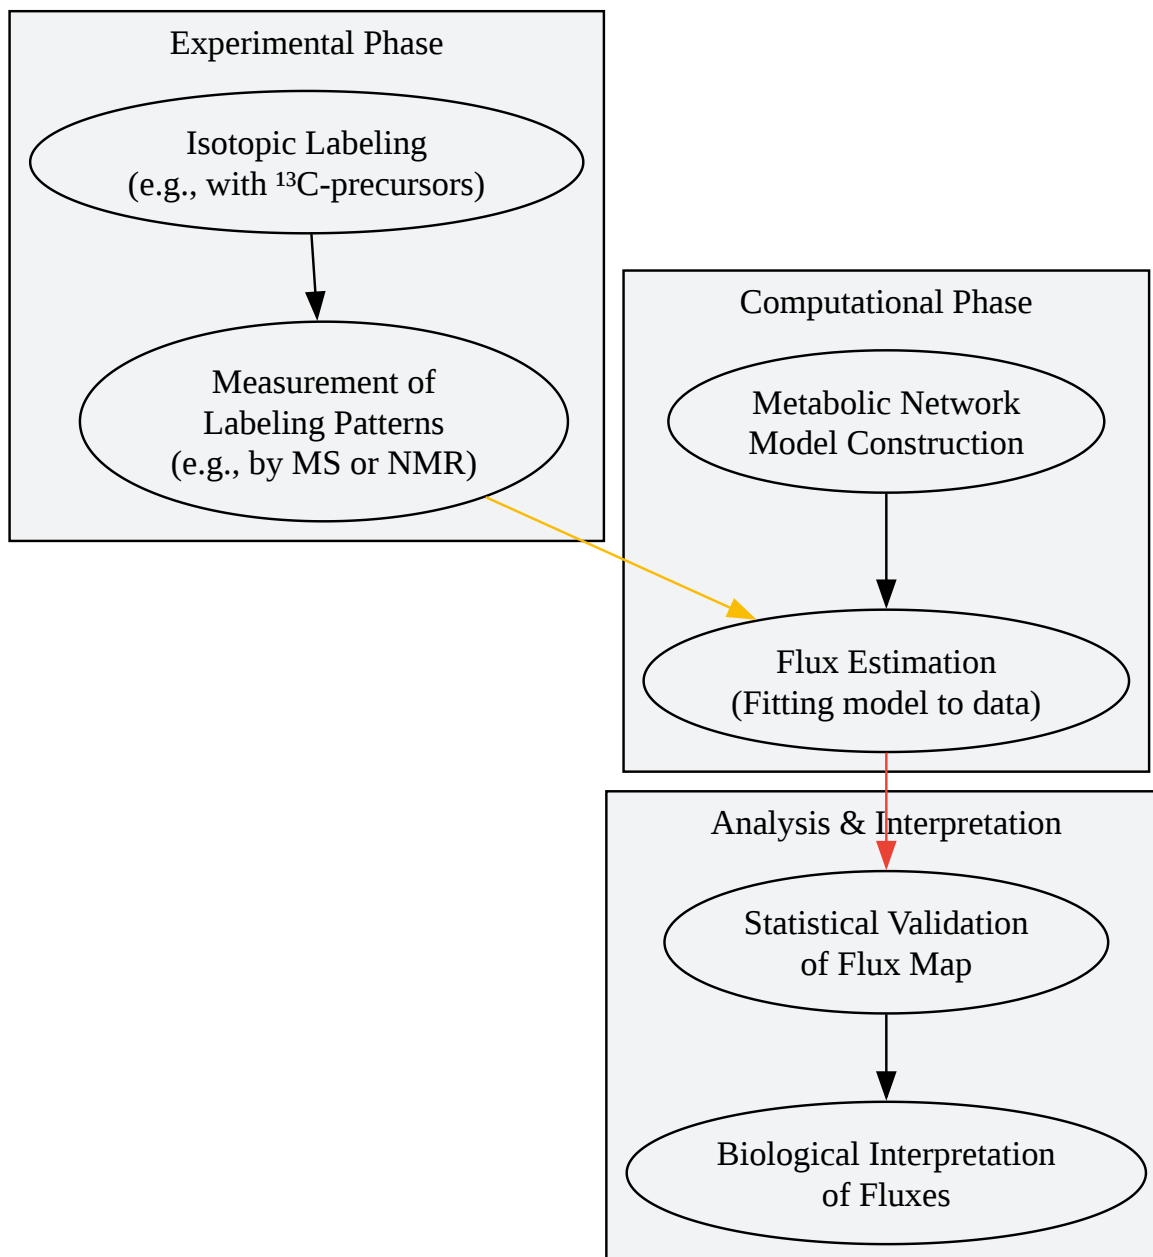 Experimental Phase
Isotopic Labeling
(e.g., with ¹³C-precursors)
Measurement of
Labeling Patterns
(e.g., by MS or NMR)
Computational Phase
Metabolic Network
Model Construction
Flux Estimation
(Fitting model to data)
Analysis & Interpretation
Statistical Validation
of Flux Map
Biological Interpretation
of Fluxes